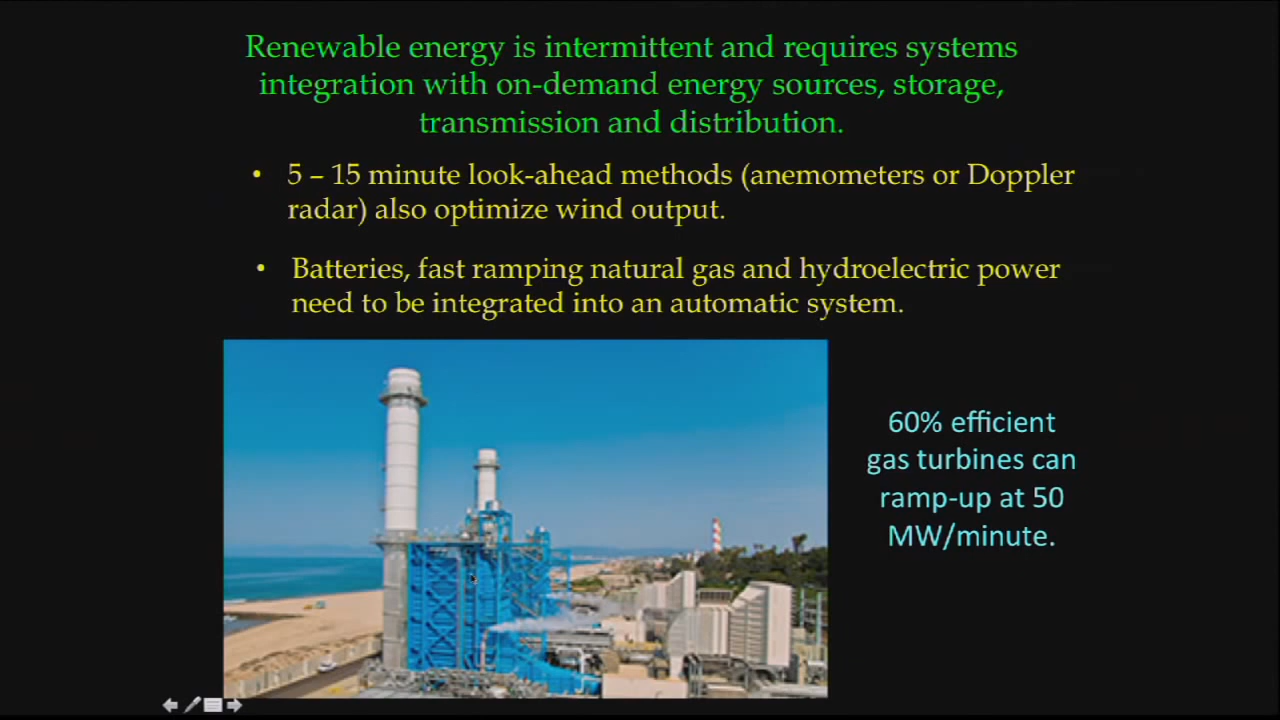 Renewable energy is intermittent and requires systems
integration with on-demand energy sources, storage,
transmission and distribution.
• 5 – 15 minute look-ahead methods (anemometers or Doppler
radar) also optimize wind output.
• Batteries, fast ramping natural gas and hydroelectric power
need to be integrated into an automatic system.
60% efficient
gas turbines can
ramp-up at 50
MW/minute.